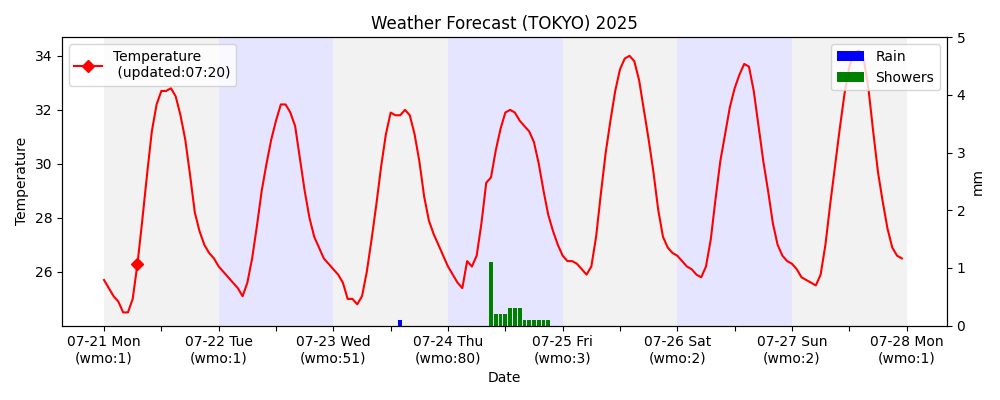 Weather Forecast (TOKYO) 2025
Temperature
(updated:07:20)
Rain
Showers
34
32
30
28
26
Temperature
5
4
3
2
1
0
mm
07-21 Mon
(wmo:1)
07-22 Tue
(wmo:1)
07-23 Wed
(wmo:51)
07-24 Thu
(wmo:80)
07-25 Fri
(wmo:3)
07-26 Sat
(wmo:2)
07-27 Sun
(wmo:2)
07-28 Mon
(wmo:1)
Date